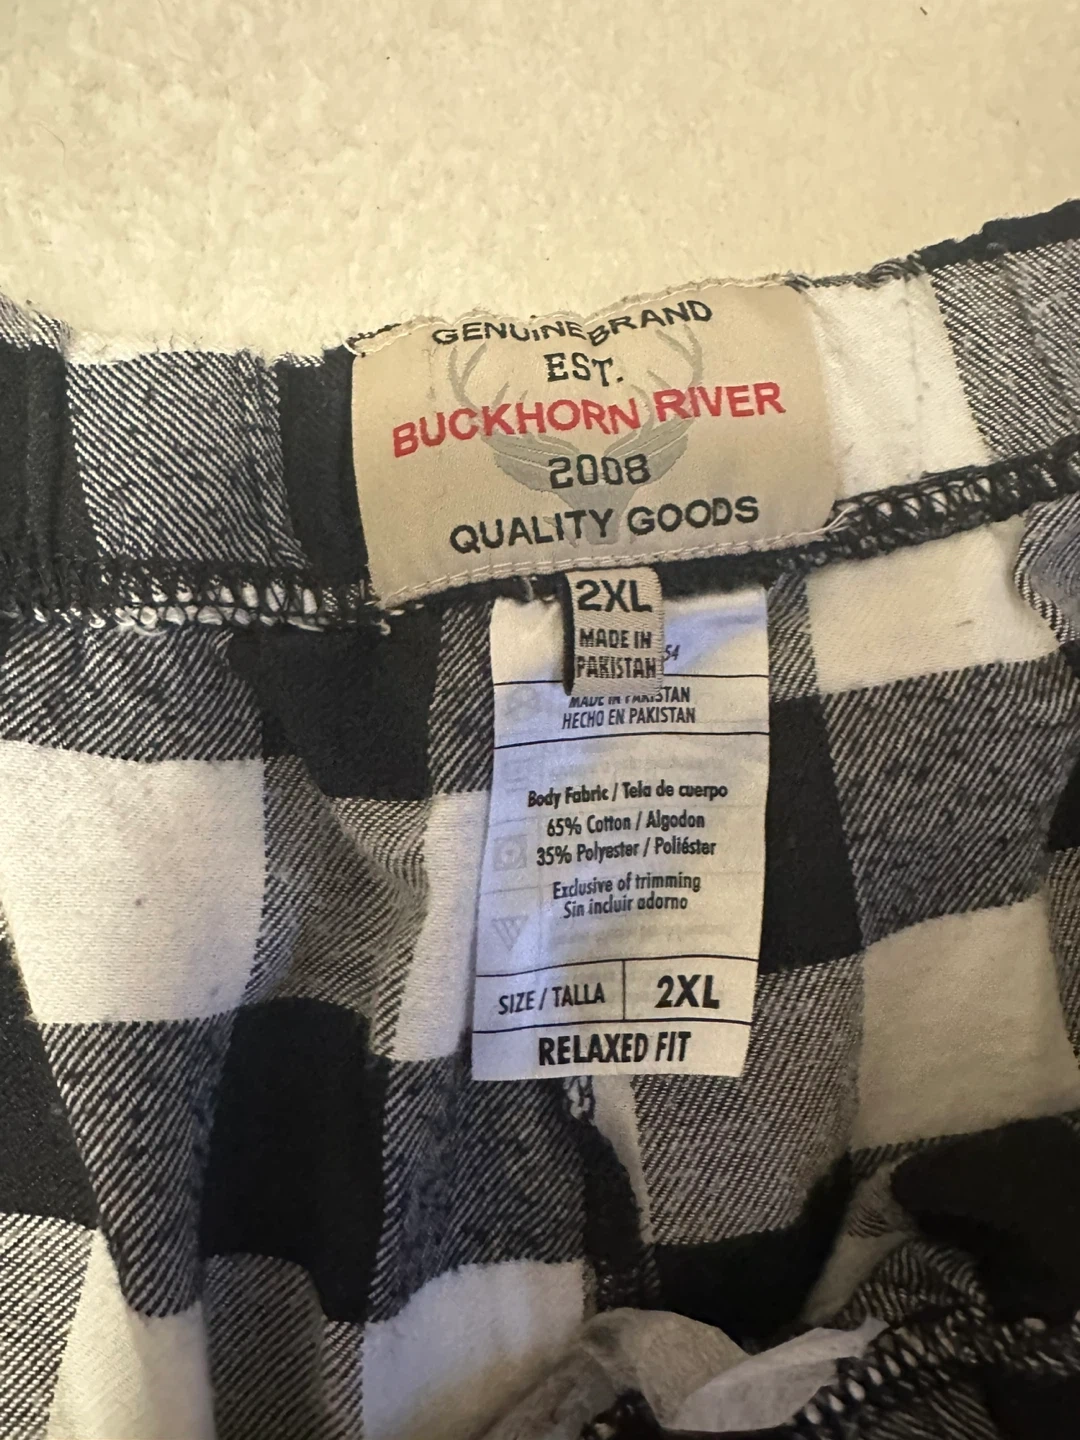 GENUINE BRAND
EST.
BUCKHORN RIVER
2008
QUALITY GOODS
2XL
MADE IN
PAKISTAN
54
MADE IN PAKISTAN
HECHO EN PAKISTAN
Body Fabric / Tela de cuerpo
65% Cotton / Algodon
35% Polyester / Poliéster
Exclusive of trimming
Sin incluir adorno
SIZE / TALLA 2XL
RELAXED FIT